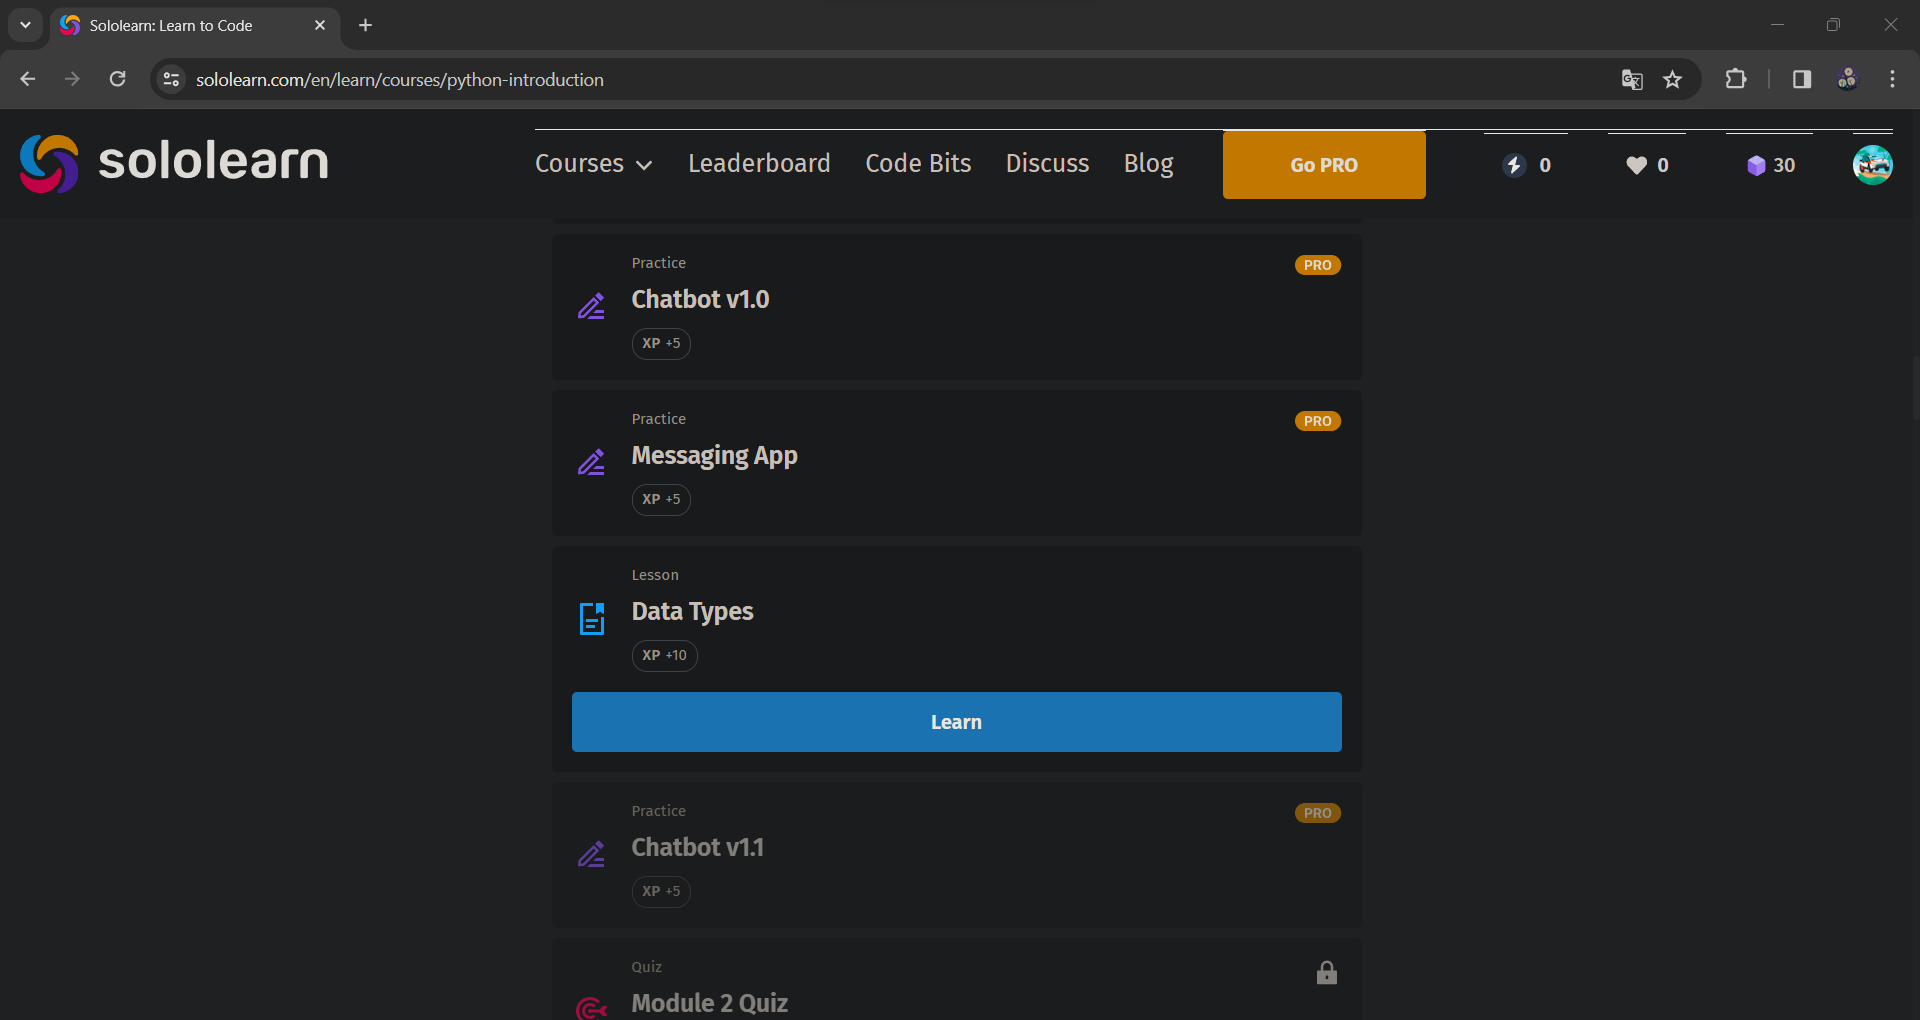 Sololearn: Learn to Code
sololearn.com/en/learn/courses/python-introduction
sololearn
Courses Leaderboard Code Bits Discuss Blog Go PRO 0 0 30
Practice PRO
Chatbot v1.0
XP +5
Practice PRO
Messaging App
XP +5
Lesson
Data Types
XP +10
Learn
Practice PRO
Chatbot v1.1
XP +5
Quiz
Module 2 Quiz